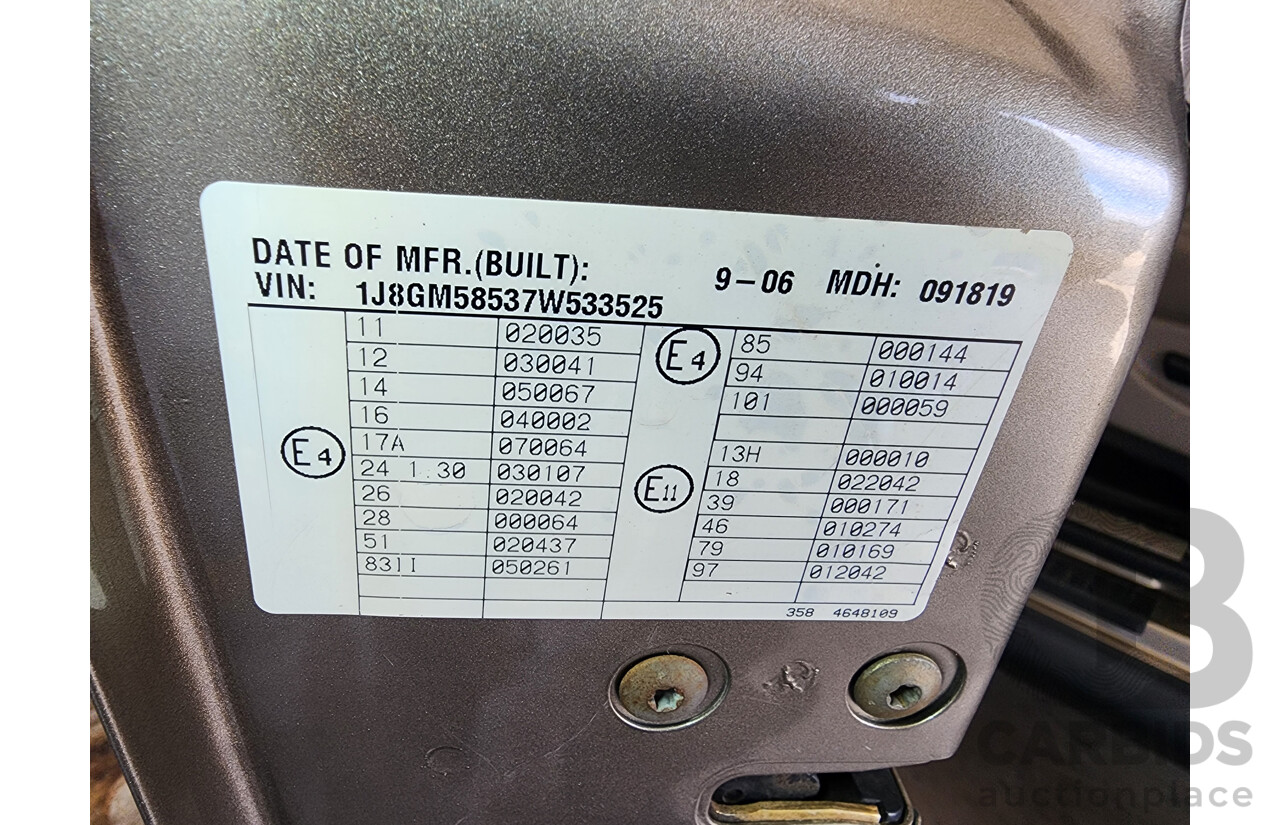 DATE OF MFR.(BUILT): 9-06 MDH: 091819
VIN: 1J8GM58537W533525
E4
11 020035
12 030041
14 050067
16 040002
17A 070064
24 1.30 030107
26 020042
28 000064
51 020437
83II 050261
E4
85 000144
94 010014
101 000059
E11
13H 000010
18 022042
39 000171
46 010274
79 010169
97 012042
358 4648109
B
CARBIDS
auctionplace